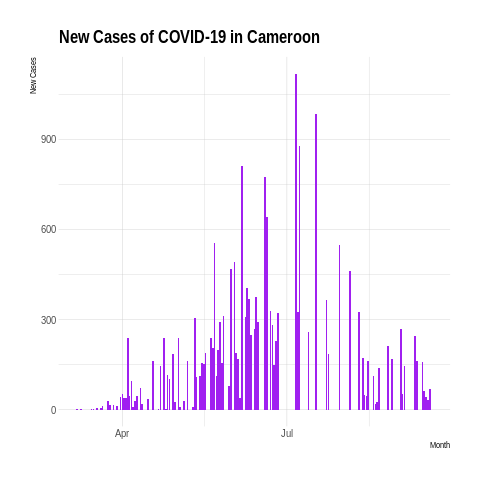 New Cases of COVID-19 in Cameroon
New Cases
900
600
300
0
Apr
Jul
Month